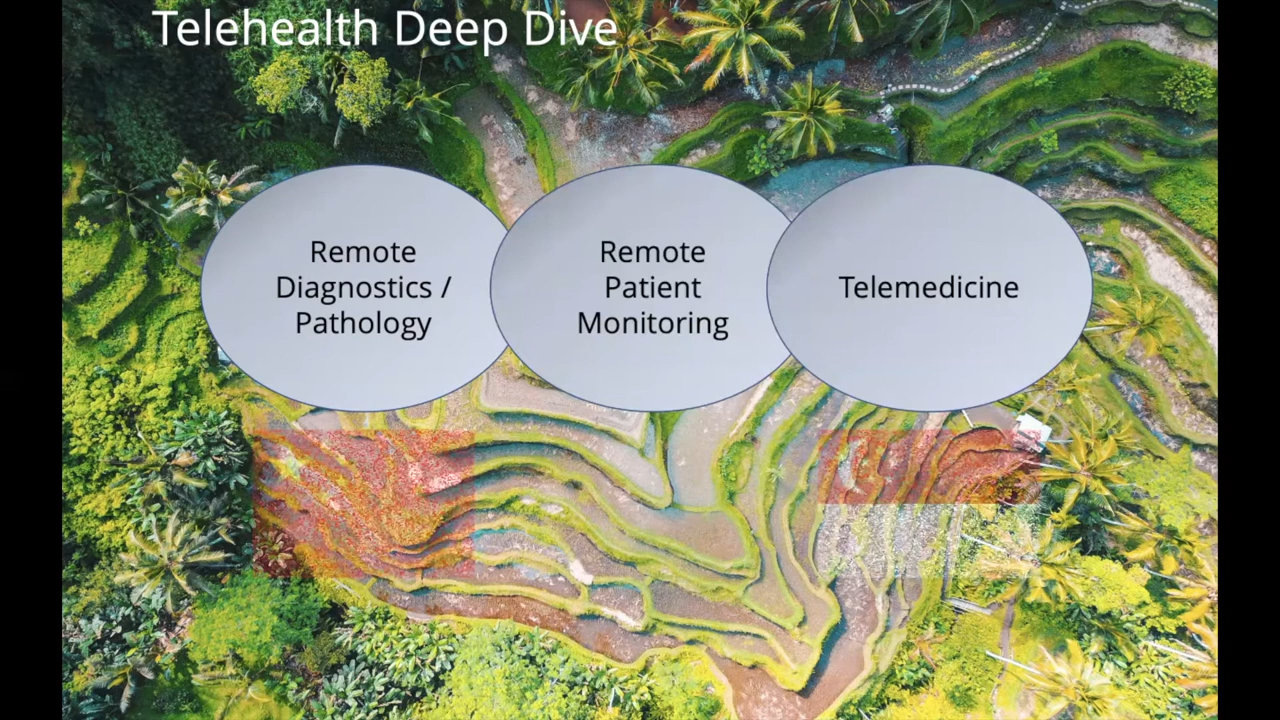 Telehealth Deep Dive
Remote
Diagnostics /
Pathology
Remote
Patient
Monitoring
Telemedicine